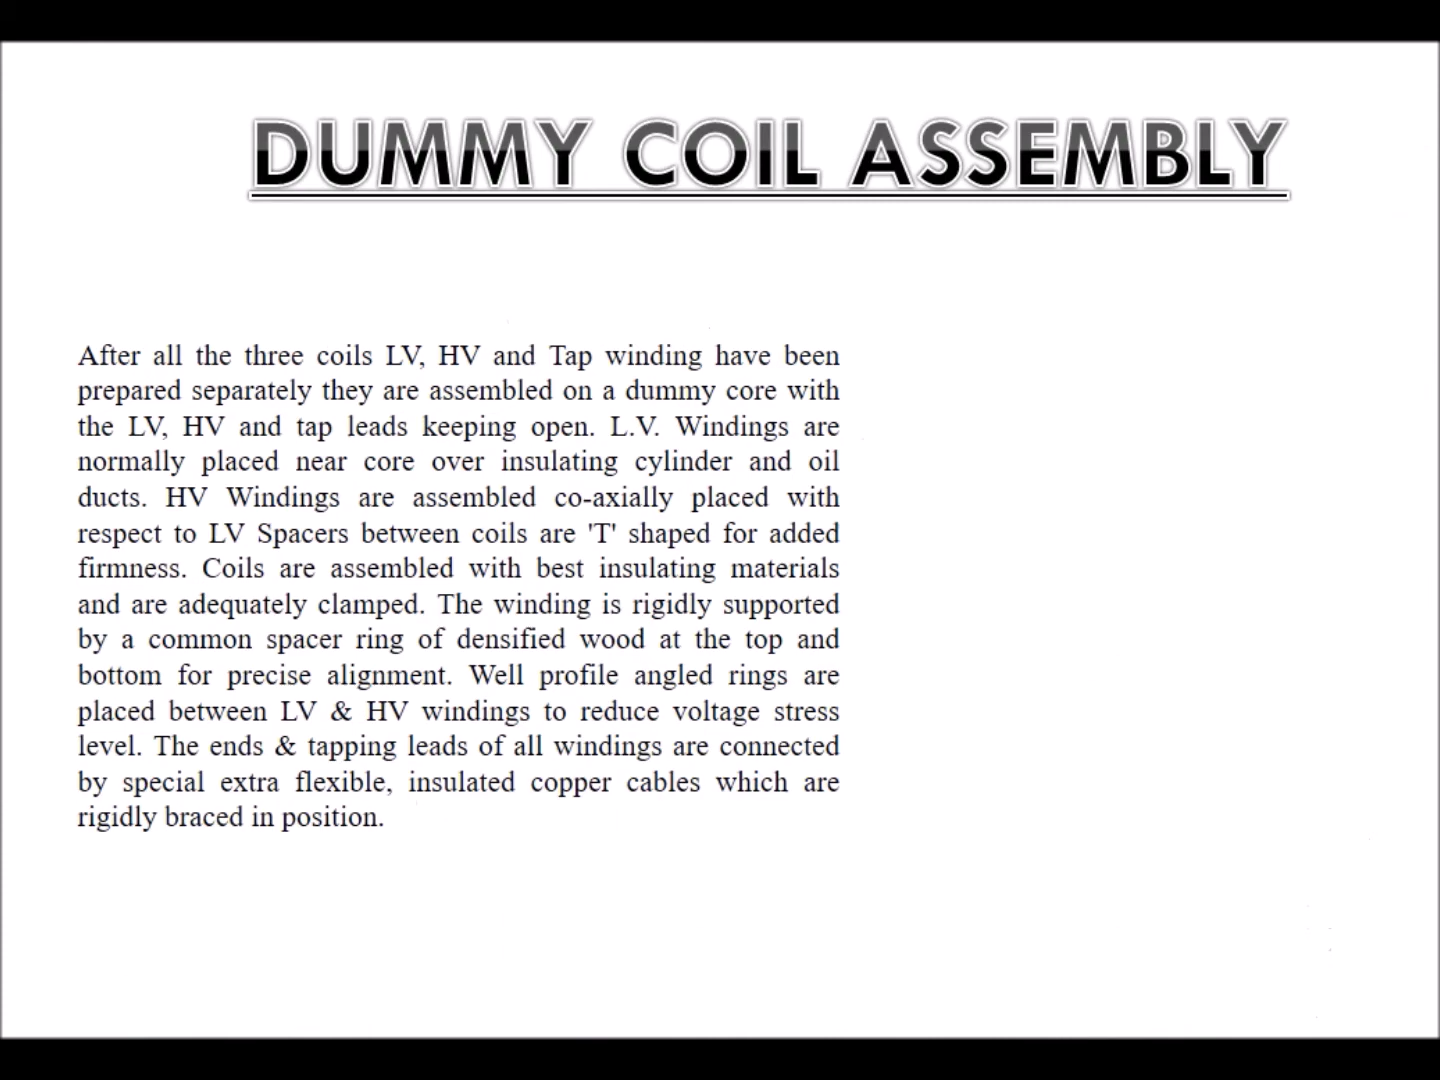 DUMMY COIL ASSEMBLY
After all the three coils LV, HV and Tap winding have been
prepared separately they are assembled on a dummy core with
the LV, HV and tap leads keeping open. L.V. Windings are
normally placed near core over insulating cylinder and oil
ducts. HV Windings are assembled co-axially placed with
respect to LV Spacers between coils are 'T' shaped for added
firmness. Coils are assembled with best insulating materials
and are adequately clamped. The winding is rigidly supported
by a common spacer ring of densified wood at the top and
bottom for precise alignment. Well profile angled rings are
placed between LV & HV windings to reduce voltage stress
level. The ends & tapping leads of all windings are connected
by special extra flexible, insulated copper cables which are
rigidly braced in position.